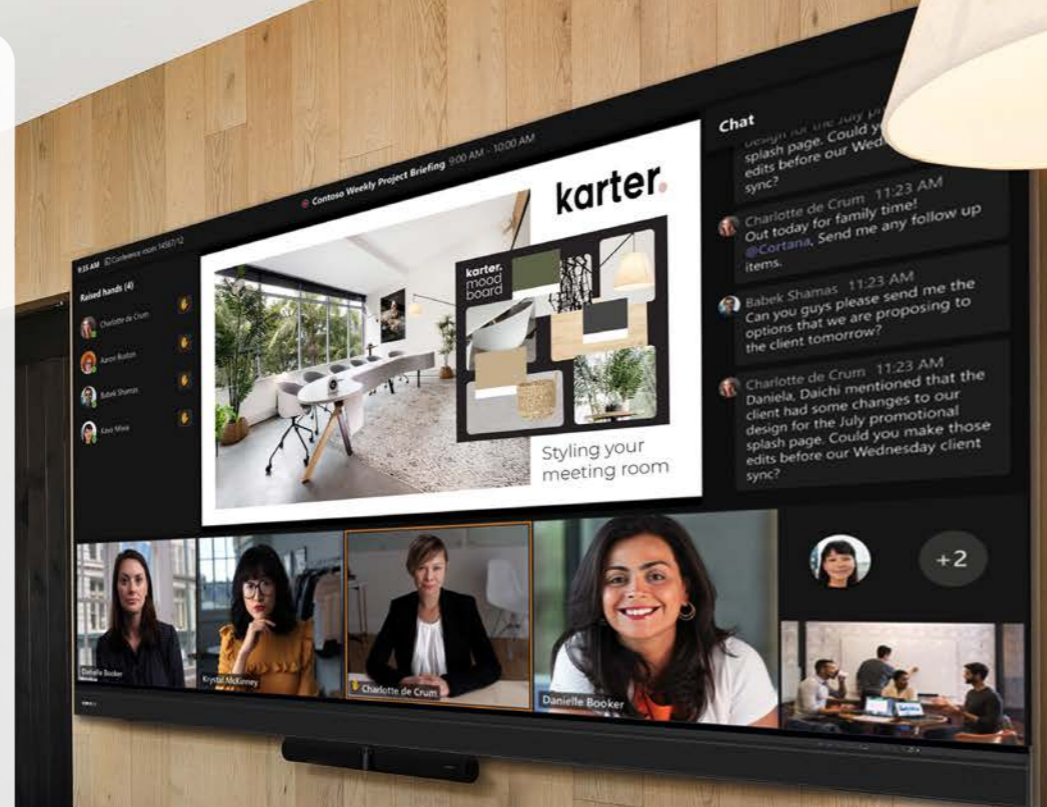 Contoso Weekly Project Briefing 9:00 AM - 10:00 AM
9:35 AM Conference room 14567/12
Raised hands (4)
Charlotte de Crum
Aaron Buxton
Babek Shamas
karter.
karter.
mood
board
Styling your
meeting room
Chat
design for the July
splash page. Could
edits before our Wed
sync?
Charlotte de Crum 11:23 AM
Out today for family time!
@Cortana, Send me any follow up
items.
Babek Shamas 11:23 AM
Can you guys please send me the
options that we are proposing to
the client tomorrow?
Charlotte de Crum 11:23 AM
Daniela, Daichi mentioned that the
client had some changes to our
design for the July promotional
splash page. Could you make those
edits before our Wednesday client
sync?
Danielle Booker
Krystal McKinney
Charlotte de Crum
Danielle Booker
+2